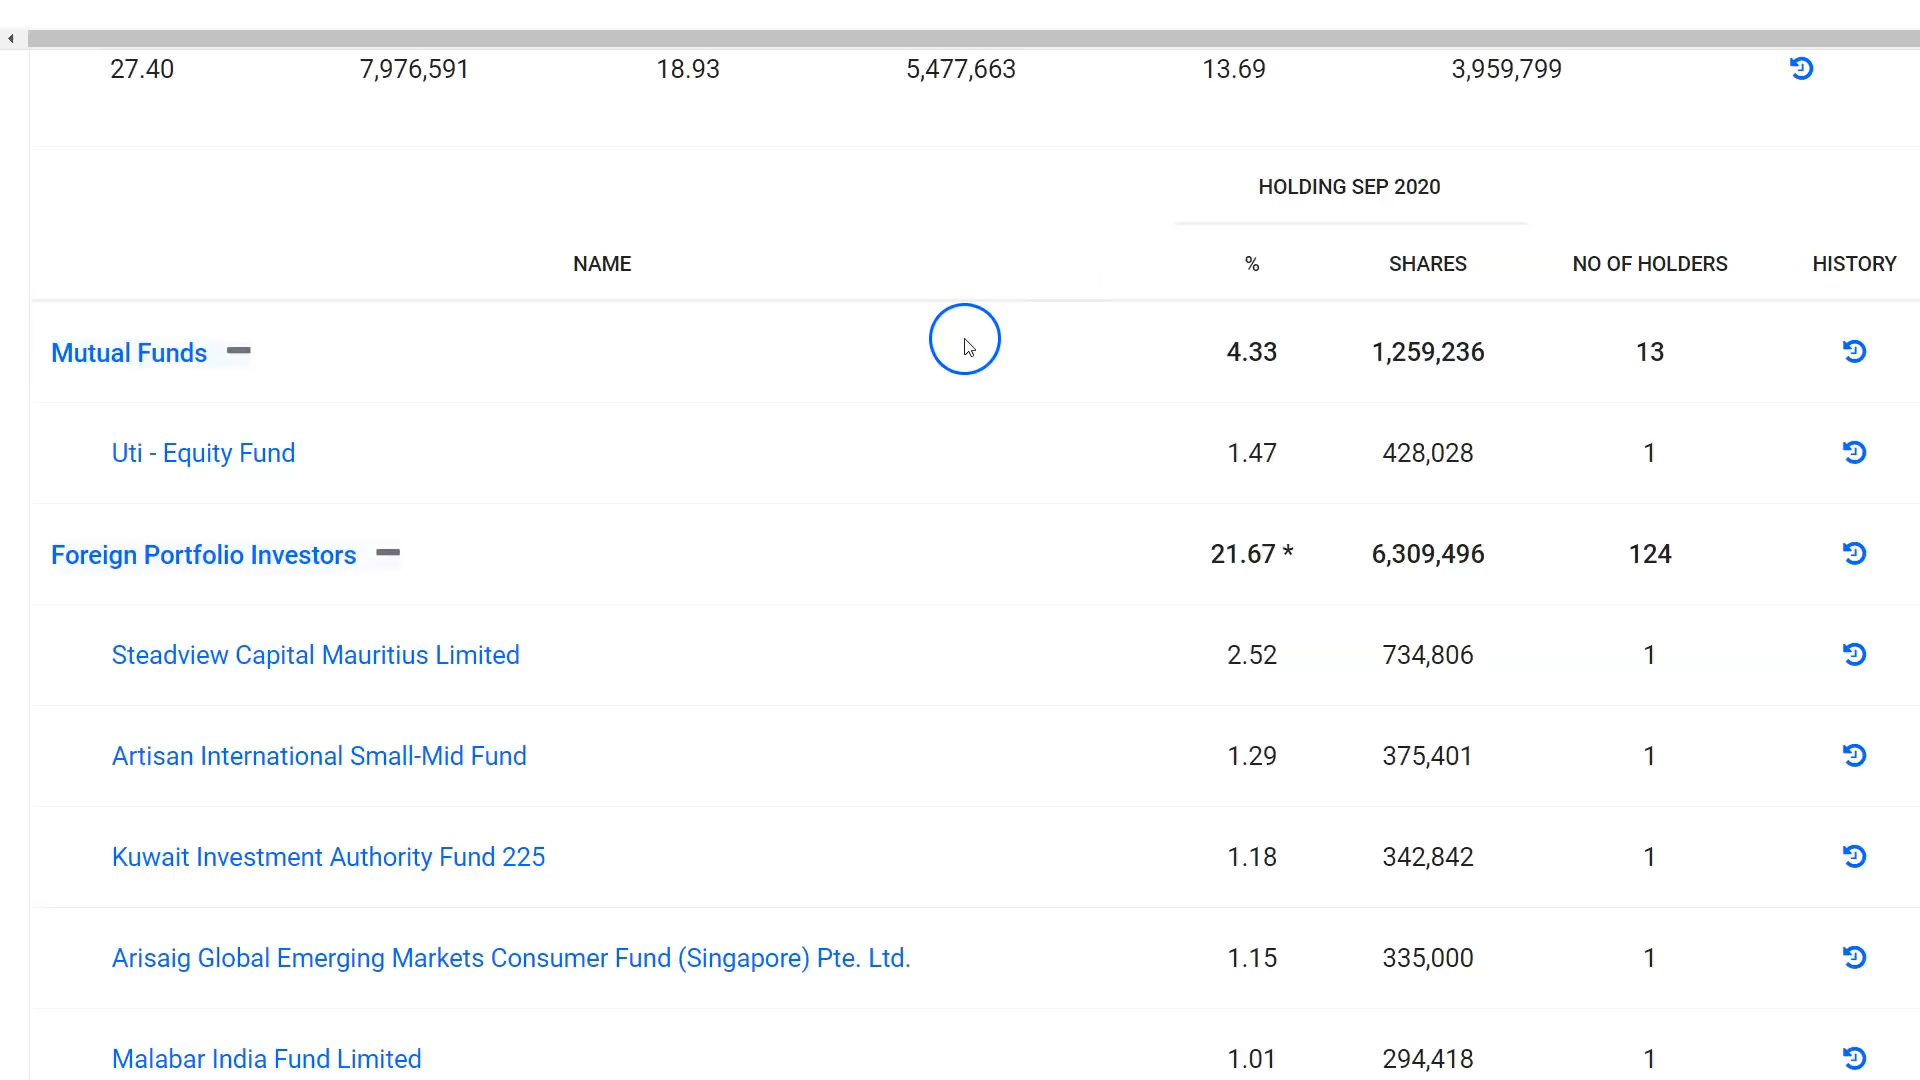 27.40 7,976,591 18.93 5,477,663 13.69 3,959,799
HOLDING SEP 2020
NAME % SHARES NO OF HOLDERS HISTORY
Mutual Funds 4.33 1,259,236 13
Uti - Equity Fund 1.47 428,028 1
Foreign Portfolio Investors 21.67 * 6,309,496 124
Steadview Capital Mauritius Limited 2.52 734,806 1
Artisan International Small-Mid Fund 1.29 375,401 1
Kuwait Investment Authority Fund 225 1.18 342,842 1
Arisaig Global Emerging Markets Consumer Fund (Singapore) Pte. Ltd. 1.15 335,000 1
Malabar India Fund Limited 1.01 294,418 1